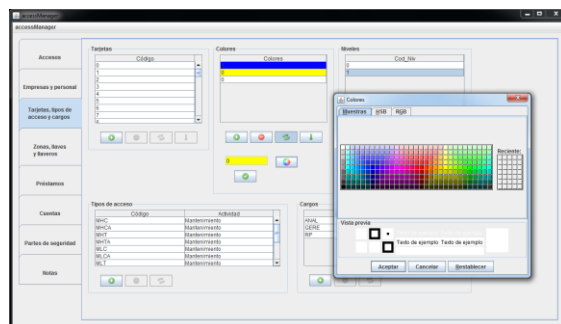 accessManager
accessManager
Accesos
Empresas y personal
Tarjetas, tipos de
acceso y cargos
Zonas, llaves
y llaveros
Préstamos
Cuentas
Partes de seguridad
Notas
Tarjetas
Código
0
1
2
3
4
5
6
7
8
Colores
Colores
0
0
0
Niveles
Cod_Niv
0
1
Colores
Muestras HSB RGB
Reciente:
Vista previa
Texto de ejemplo Texto de ejemplo
Aceptar Cancelar Restablecer
Tipos de acceso
Código Actividad
MHC Mantenimiento
MHCA Mantenimiento
MHT Mantenimiento
MHTA Mantenimiento
MLC Mantenimiento
MLCA Mantenimiento
MLT Mantenimiento
Cargos
ANAL
GERE
RP